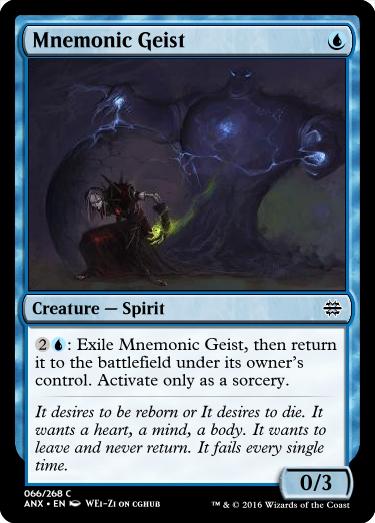 Mnemonic Geist
Creature — Spirit
2: Exile Mnemonic Geist, then return
it to the battlefield under its owner's
control. Activate only as a sorcery.
It desires to be reborn or It desires to die. It
wants a heart, a mind, a body. It wants to
leave and never return. It fails every single
time.
0/3
066/268 C
ANX • EN WEI-ZI ON CGHUB
™ & © 2016 Wizards of the Coast